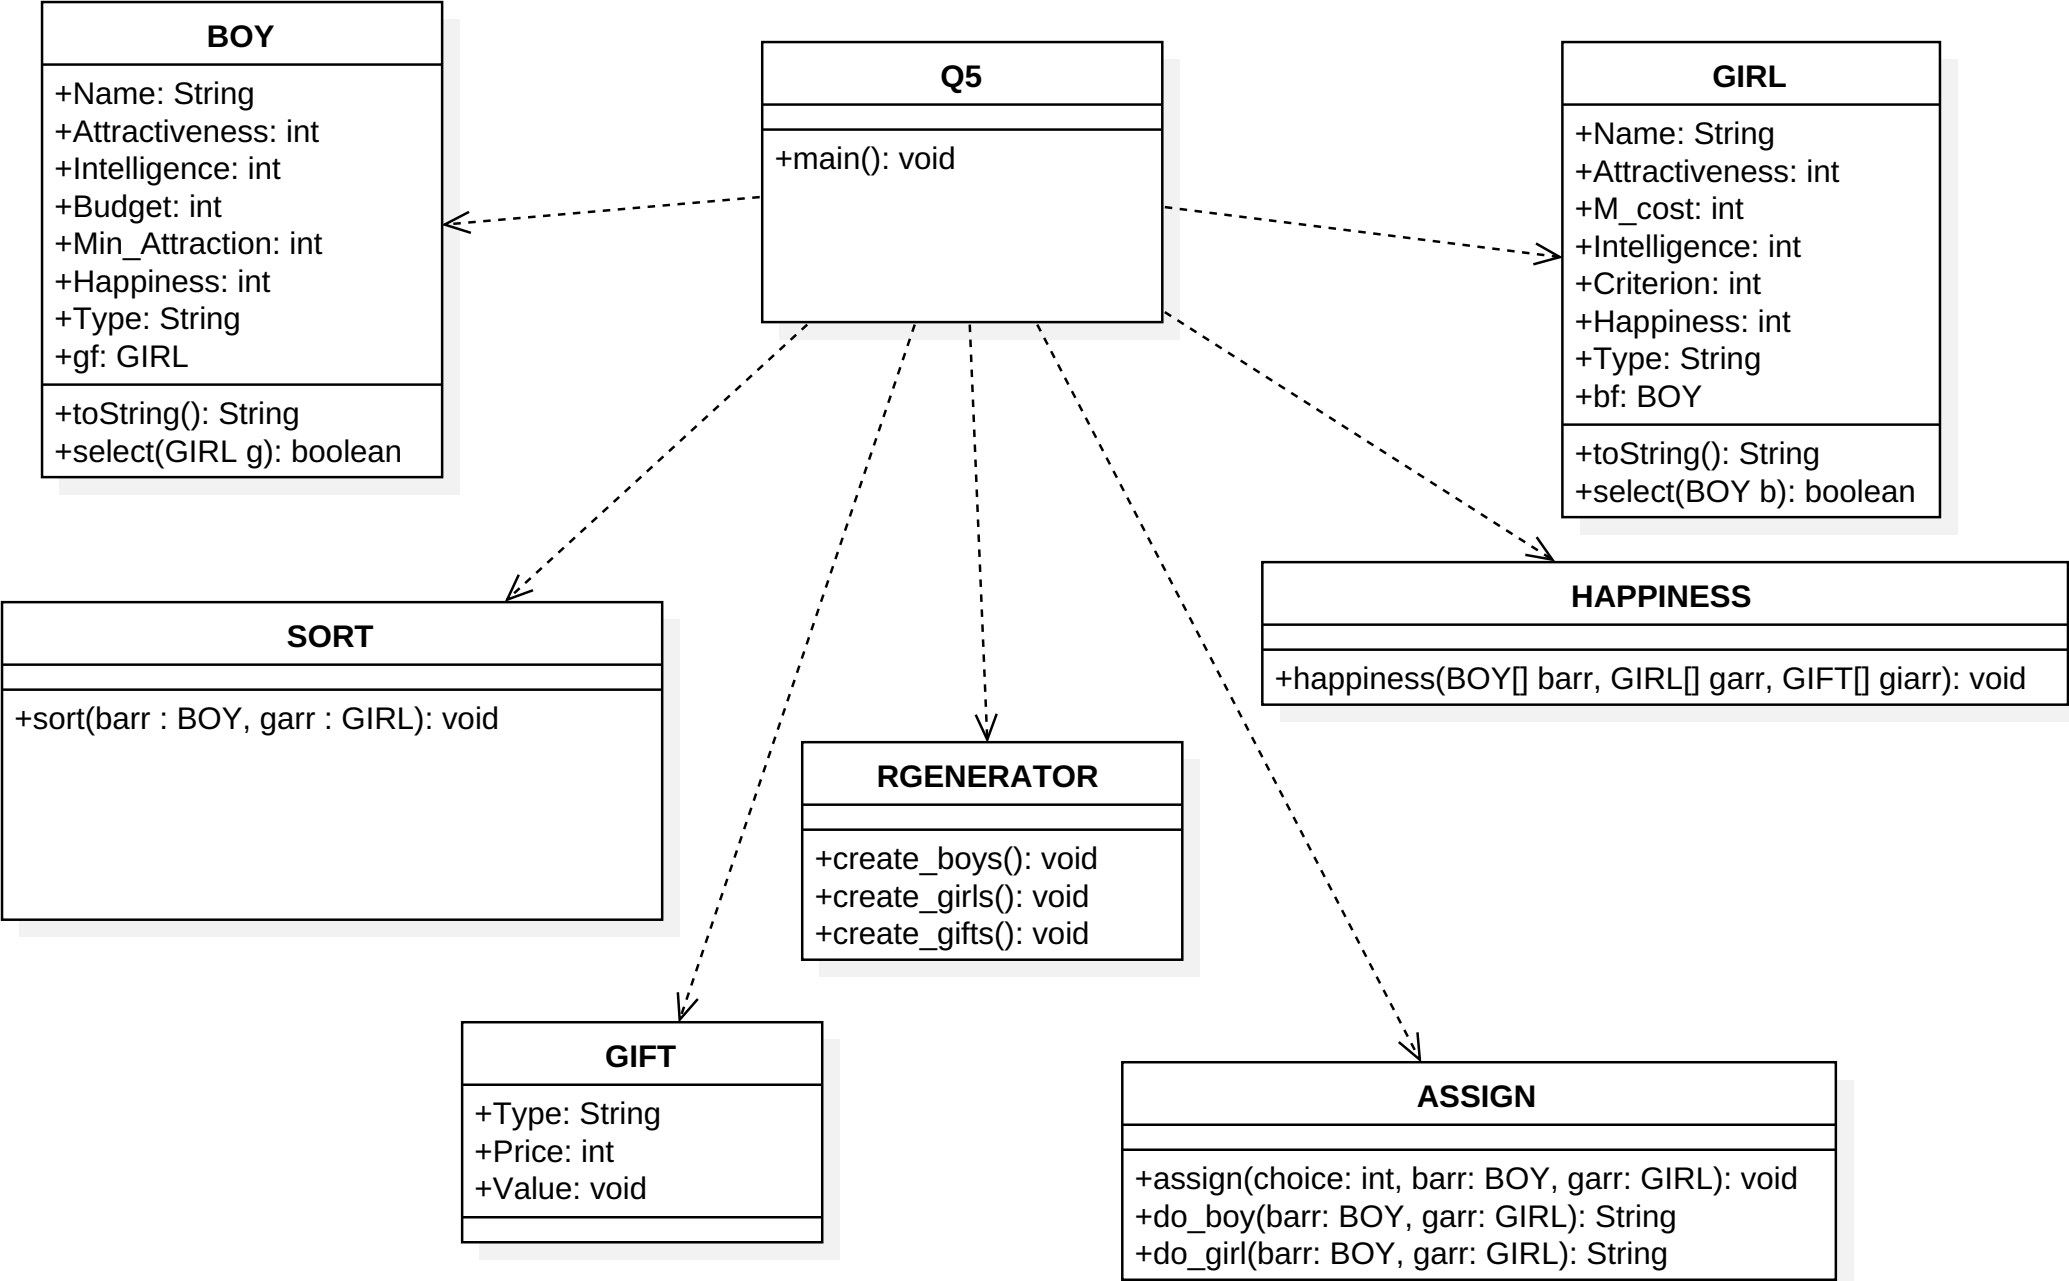 BOY
+Name: String
+Attractiveness: int
+Intelligence: int
+Budget: int
+Min_Attraction: int
+Happiness: int
+Type: String
+gf: GIRL
+toString(): String
+select(GIRL g): boolean
Q5
+main(): void
GIRL
+Name: String
+Attractiveness: int
+M_cost: int
+Intelligence: int
+Criterion: int
+Happiness: int
+Type: String
+bf: BOY
+toString(): String
+select(BOY b): boolean
SORT
+sort(barr : BOY, garr : GIRL): void
HAPPINESS
+happiness(BOY[] barr, GIRL[] garr, GIFT[] giarr): void
RGENERATOR
+create_boys(): void
+create_girls(): void
+create_gifts(): void
GIFT
+Type: String
+Price: int
+Value: void
ASSIGN
+assign(choice: int, barr: BOY, garr: GIRL): void
+do_boy(barr: BOY, garr: GIRL): String
+do_girl(barr: BOY, garr: GIRL): String